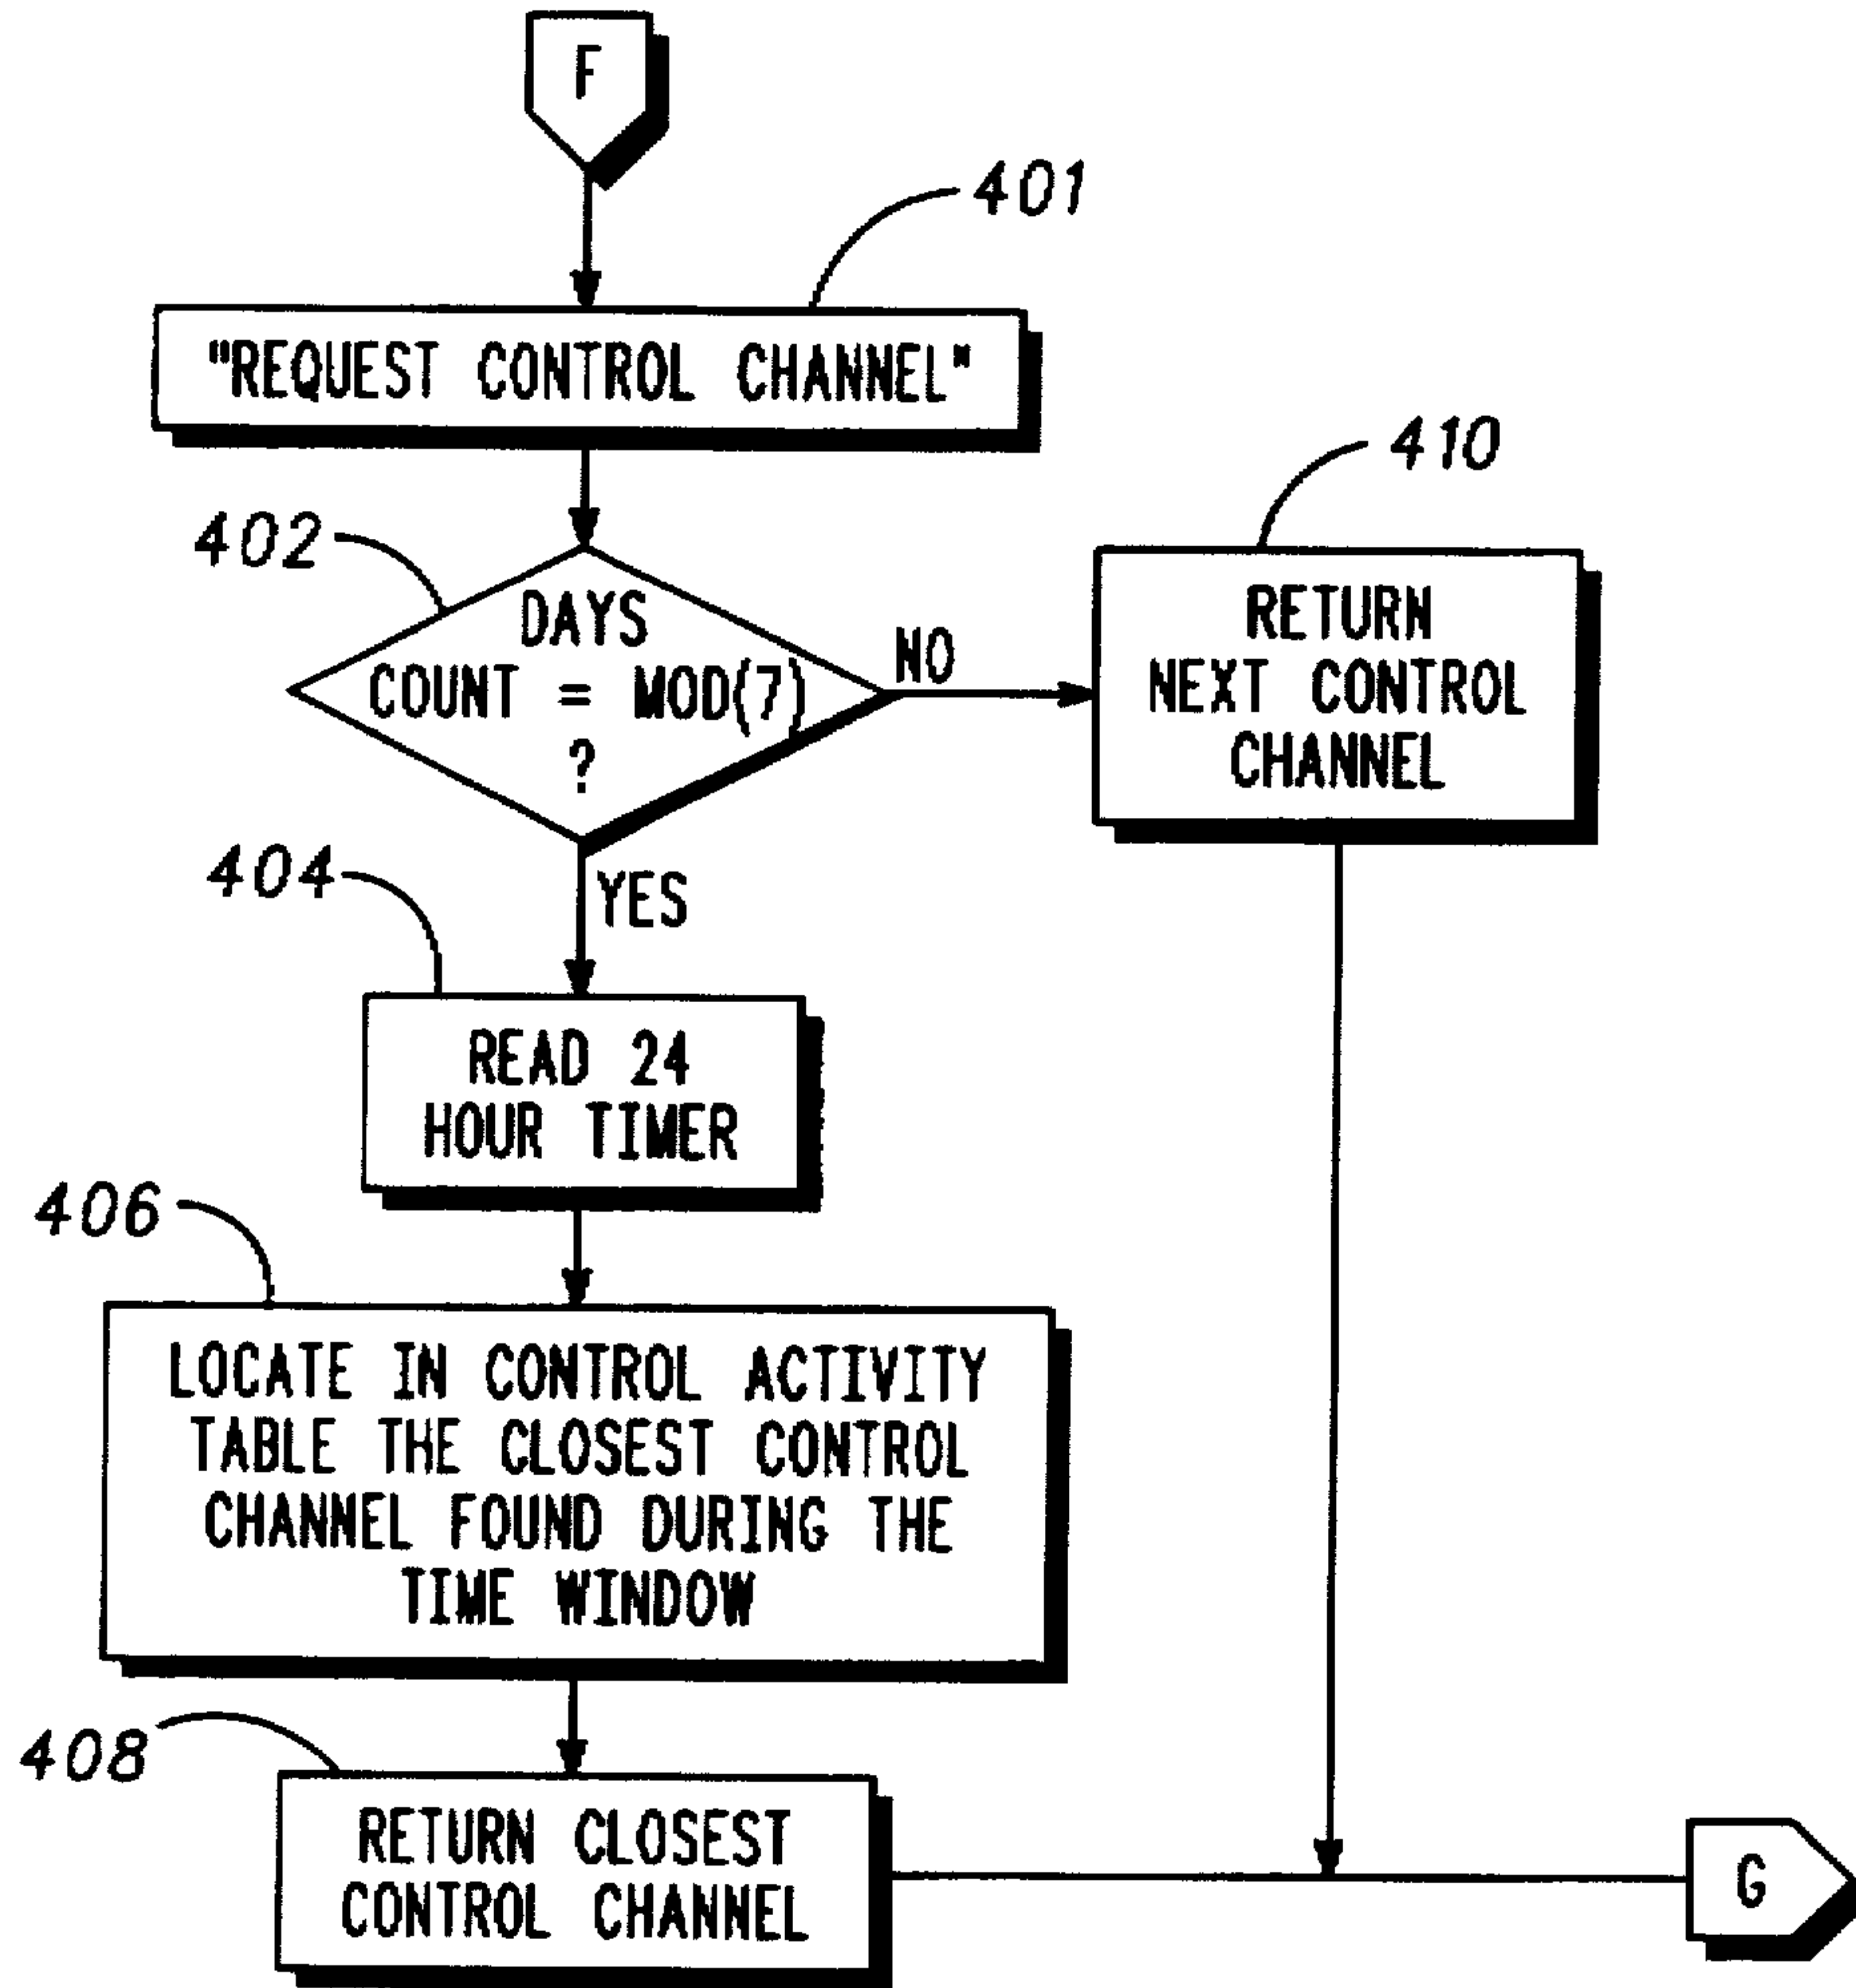 F
401
"REQUEST CONTROL CHANNEL"
402
DAYS
COUNT = MOD(7)
?
NO
410
RETURN
NEXT CONTROL
CHANNEL
YES
404
READ 24
HOUR TIMER
406
LOCATE IN CONTROL ACTIVITY
TABLE THE CLOSEST CONTROL
CHANNEL FOUND DURING THE
TIME WINDOW
408
RETURN CLOSEST
CONTROL CHANNEL
G